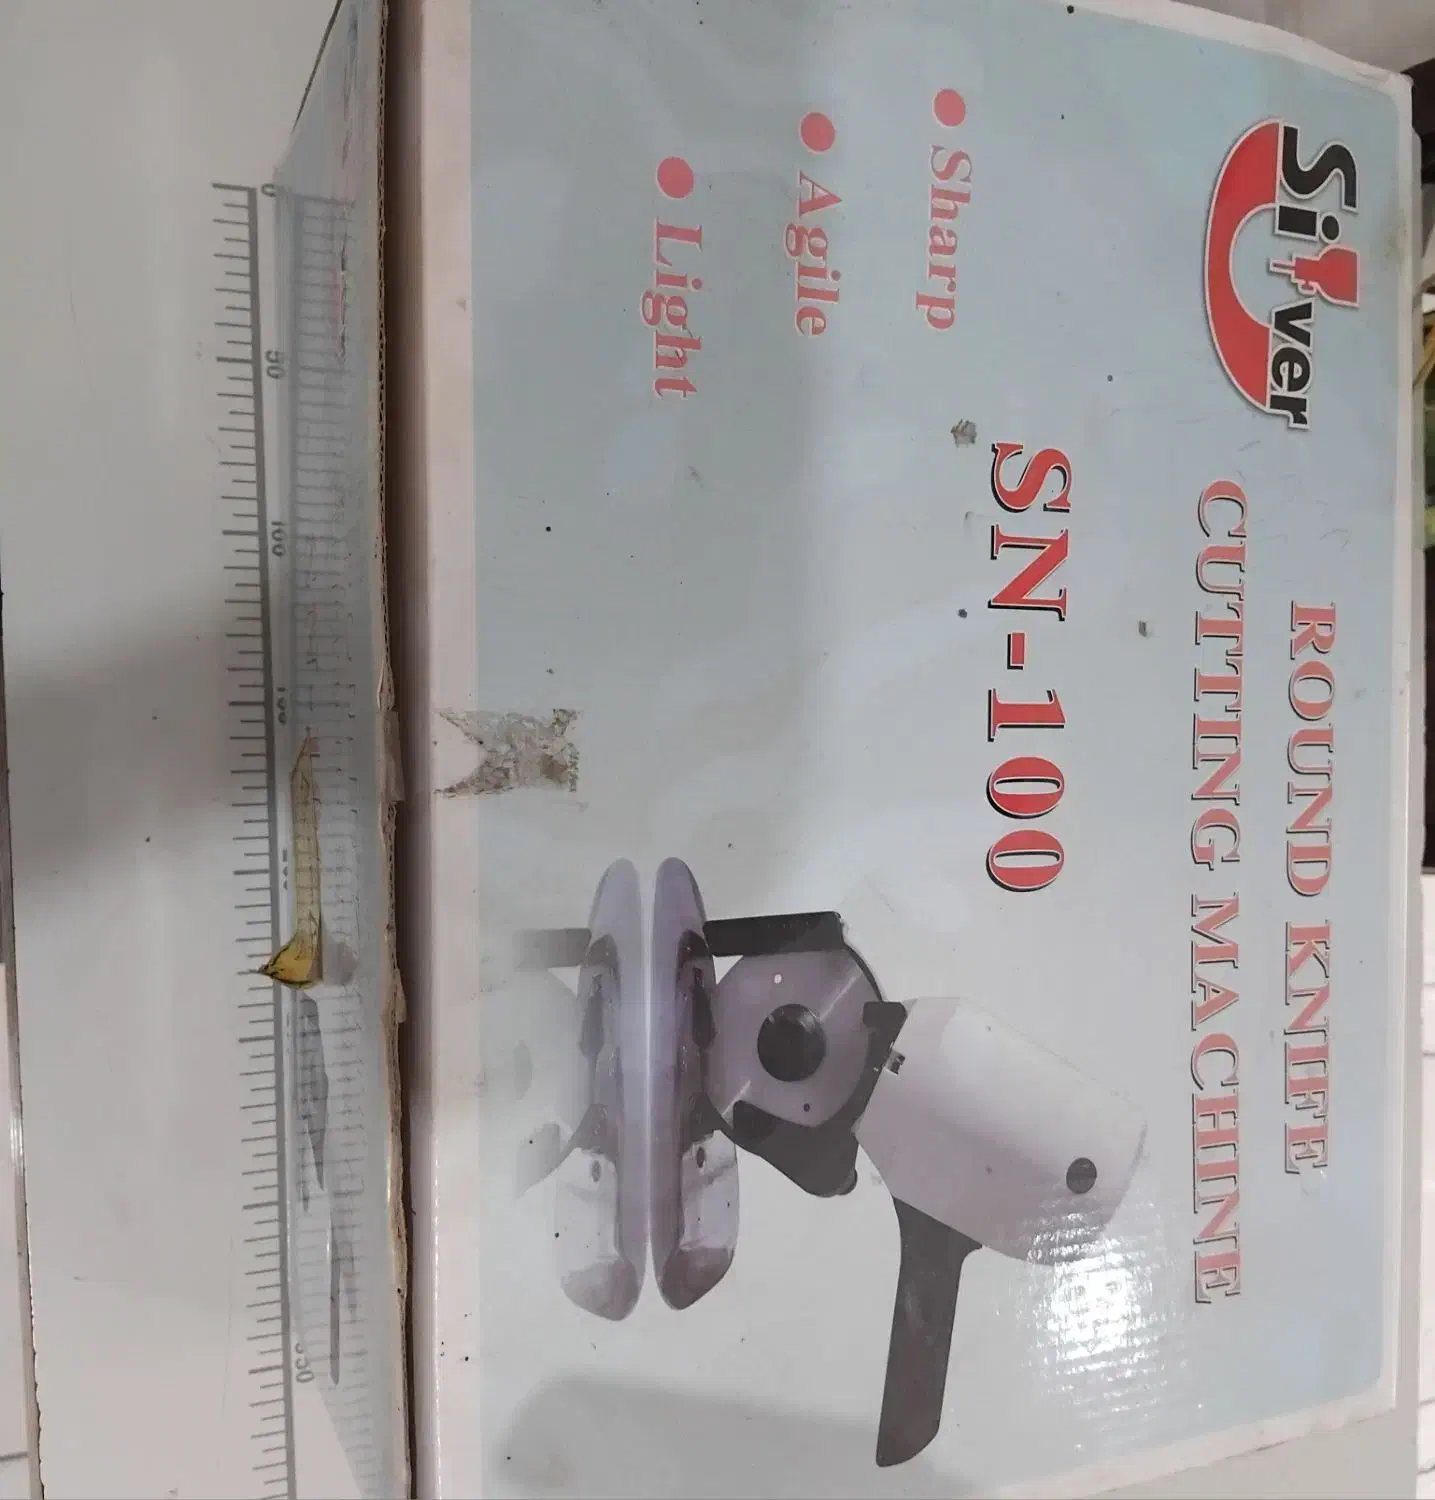 Silver
ROUND KNIFE
CUTTING MACHINE
SN-100
Sharp
Agile
Light
0
50
100